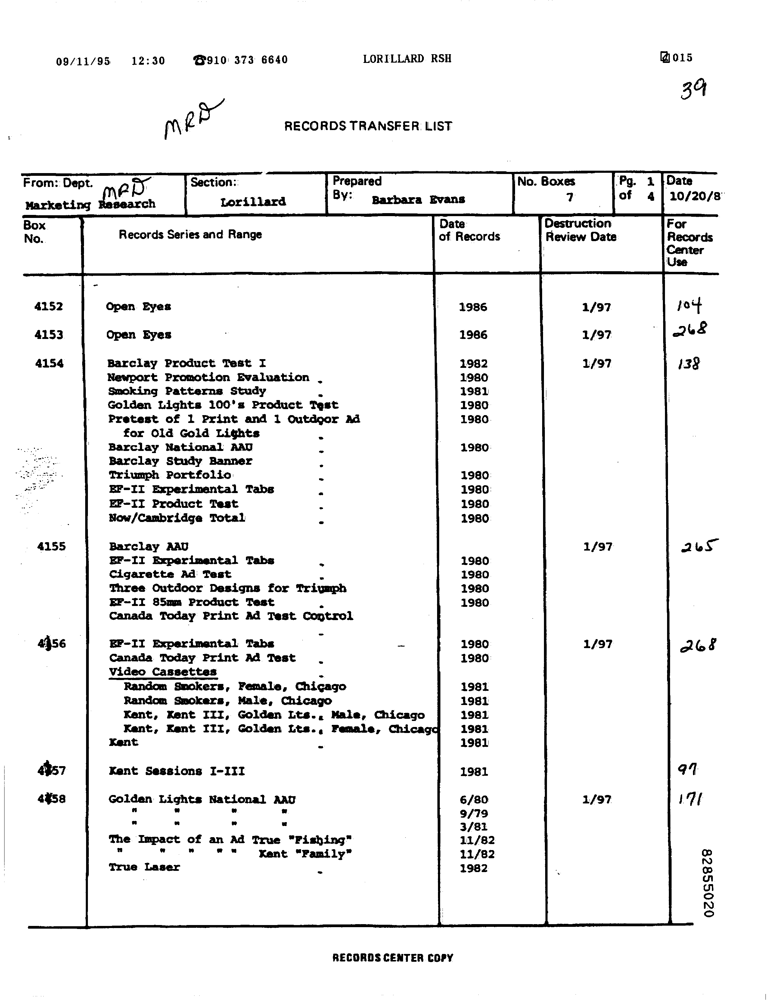 09/11/95 12:30 ☎910 373 6640 LORILLARD RSH 015
39
MRD
RECORDS TRANSFER LIST
From: Dept. MRD Section: Prepared No. Boxes Pg. 1 Date
Marketing Research Lorillard By: Barbara Evans 7 of 4 10/20/8
Box No. Records Series and Range Date of Records Destruction Review Date For Records Center Use
4152 Open Eyes 1986 1/97 104
4153 Open Eyes 1986 1/97 268
4154 Barclay Product Test I 1982 1/97 138
Newport Promotion Evaluation 1980
Smoking Patterns Study 1981
Golden Lights 100's Product Test 1980
Pretest of 1 Print and 1 Outdoor Ad 1980
for Old Gold Lights
Barclay National AAU 1980
Barclay Study Banner
Triumph Portfolio 1980
EF-II Experimental Tabs 1980
EF-II Product Test 1980
Now/Cambridge Total 1980
4155 Barclay AAU 1/97 265
EF-II Experimental Tabs 1980
Cigarette Ad Test 1980
Three Outdoor Designs for Triumph 1980
EF-II 85mm Product Test 1980
Canada Today Print Ad Test Control
4156 EF-II Experimental Tabs 1980 1/97 268
Canada Today Print Ad Test 1980
Video Cassettes
Random Smokers, Female, Chicago 1981
Random Smokers, Male, Chicago 1981
Kent, Kent III, Golden Lts., Male, Chicago 1981
Kent, Kent III, Golden Lts., Female, Chicago 1981
Kent 1981
4157 Kent Sessions I-III 1981 97
4158 Golden Lights National AAU 6/80 1/97 171
" " " " 9/79
" " " " 3/81
The Impact of an Ad True "Fishing" 11/82
" " " " " Kent "Family" 11/82
True Laser 1982
82855020
RECORDS CENTER COPY